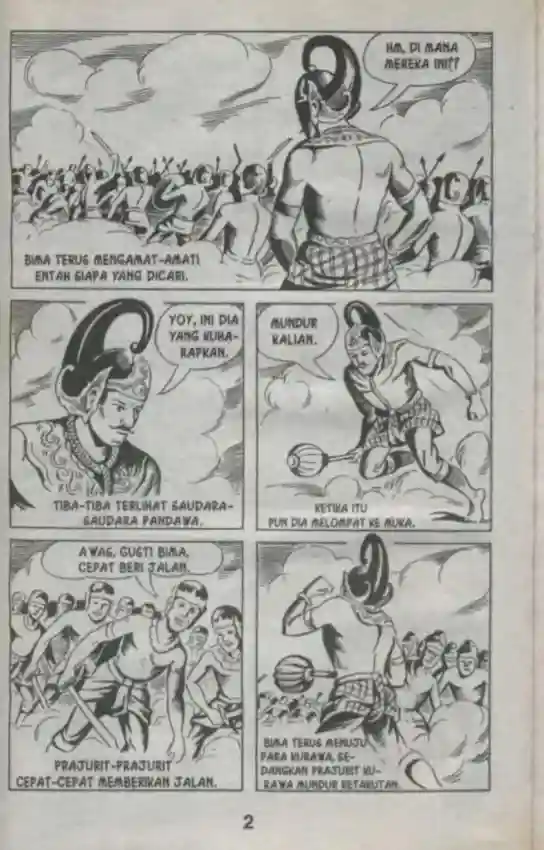 HM, DI MANA
MEREKA INI??
BIMA TERUS MENGAMAT-AMATI
ENTAH SIAPA YANG DICARI.
YOY, INI DIA
YANG KUHA-
RAPKAN.
TIBA-TIBA TERLIHAT SAUDARA-
SAUDARA PANDAWA.
MUNDUR
KALIAN.
KETIKA ITU
PUN DIA MELOMPAT KE MUKA.
AWAS, GUSTI BIMA,
CEPAT BERI JALAN.
PRAJURIT-PRAJURIT
CEPAT-CEPAT MEMBERIKAN JALAN.
BIMA TERUS MENUJU
PARA KURAWA, SE-
DANGKAN PRAJURIT KU-
RAWA MUNDUR KETAKUTAN.
2